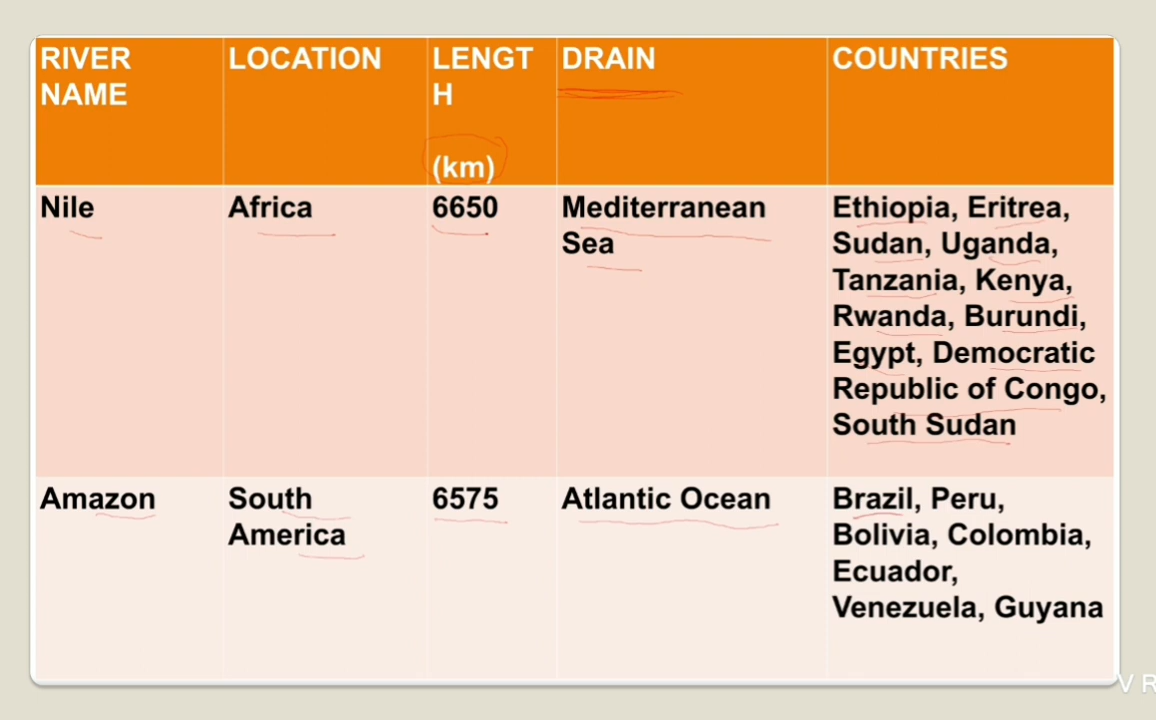 RIVER NAME LOCATION LENGT H (km) DRAIN COUNTRIES
Nile Africa 6650 Mediterranean Sea Ethiopia, Eritrea,
Sudan, Uganda,
Tanzania, Kenya,
Rwanda, Burundi,
Egypt, Democratic
Republic of Congo,
South Sudan
Amazon South America 6575 Atlantic Ocean Brazil, Peru,
Bolivia, Colombia,
Ecuador,
Venezuela, Guyana
V R